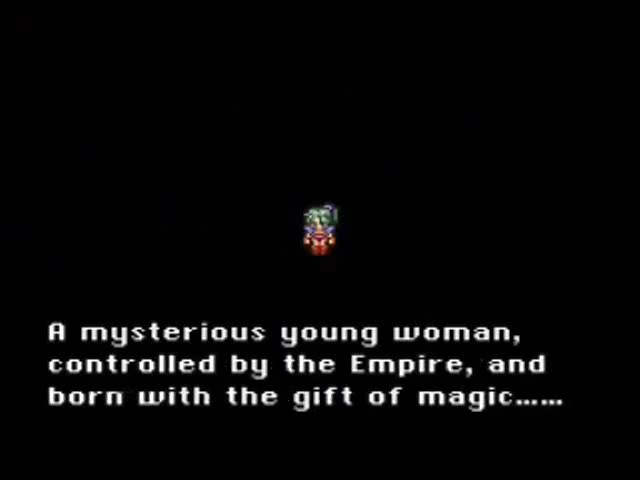 A mysterious young woman,
controlled by the Empire, and
born with the gift of magic……